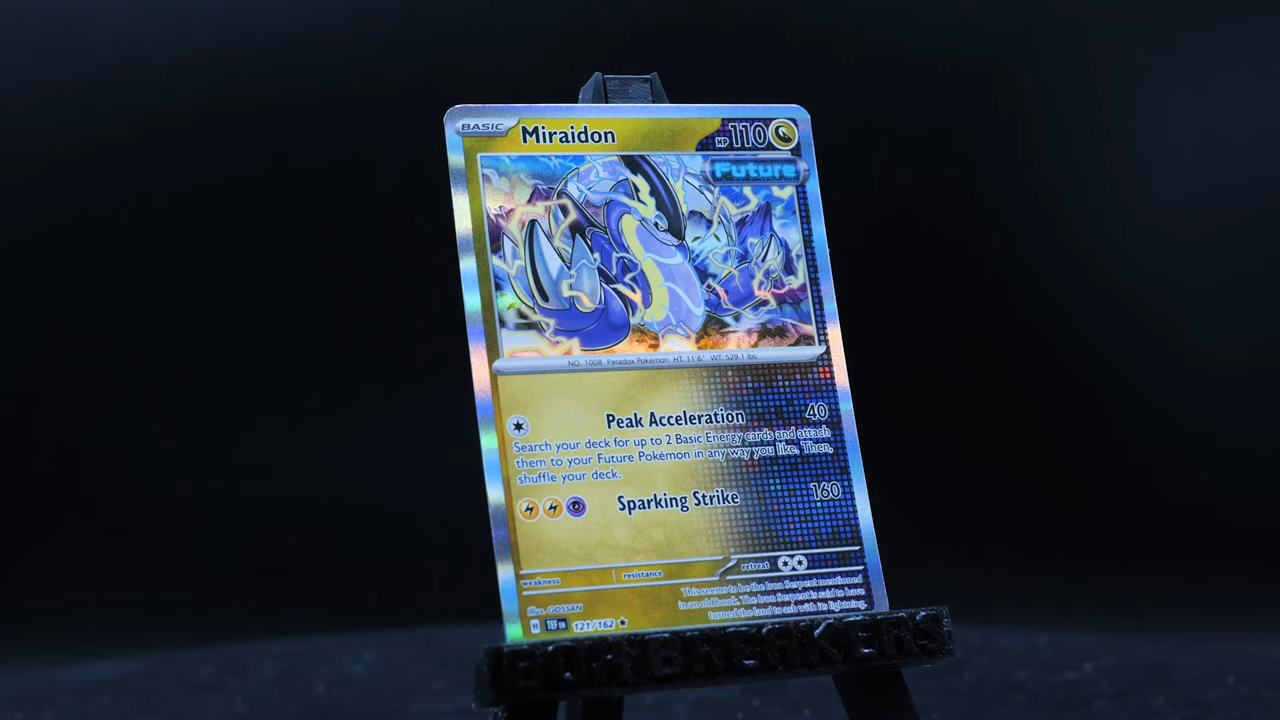 BASIC Miraidon HP 110
Future
NO. 1008 Paradox Pokémon HT: 11'6" WT: 529.1 lbs.
Peak Acceleration 40
Search your deck for up to 2 Basic Energy cards and attach
them to your Future Pokémon in any way you like. Then,
shuffle your deck.
Sparking Strike 160
weakness resistance retreat
This seems to be the Iron Serpent mentioned
in an old book. The Iron Serpent is said to have
turned the land to ash with its lightning.
Illus. GOSSAN
H TEF EN 121/162
BOX BREAKERS